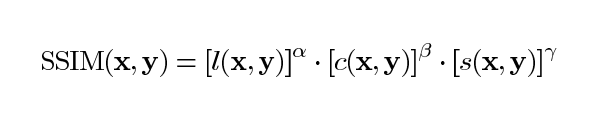 SSIM(𝐱, 𝐲) = [l(𝐱, 𝐲)]^α · [c(𝐱, 𝐲)]^β · [s(𝐱, 𝐲)]^γ